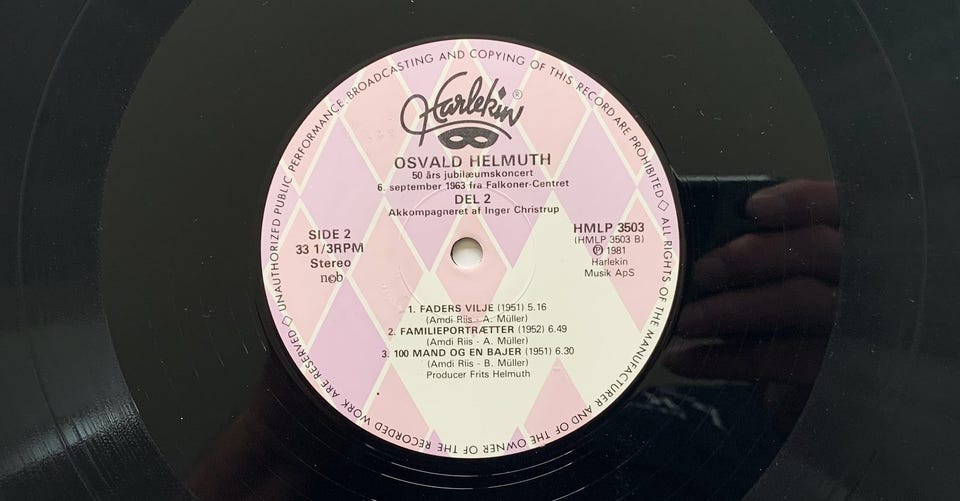 UNAUTHORIZED PUBLIC PERFORMANCE, BROADCASTING AND COPYING OF THIS RECORD ARE PROHIBITED ◇ ALL RIGHTS OF THE MANUFACTURER AND OF THE OWNER OF THE RECORDED WORK ARE RESERVED ◇
Harlekin ®
OSVALD HELMUTH
50 års jubilæumskoncert
6. september 1963 fra Falkoner-Centret
DEL 2
Akkompagneret af Inger Christrup
SIDE 2
33 1/3RPM
Stereo
n©b
HMLP 3503
(HMLP 3503 B)
℗ 1981
Harlekin
Musik ApS
1. FADERS VILJE (1951) 5.16
(Amdi Riis - A. Müller)
2. FAMILIEPORTRÆTTER (1952) 6.49
(Amdi Riis - A. Müller)
3. 100 MAND OG EN BAJER (1951) 6.30
(Amdi Riis - B. Müller)
Producer Frits Helmuth